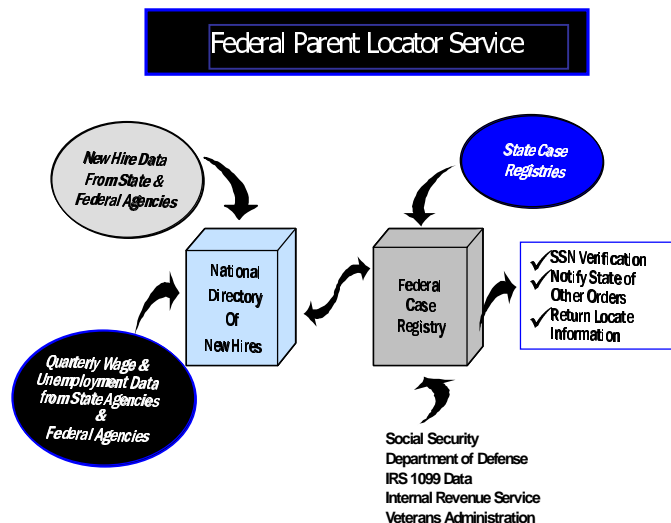 Federal Parent Locator Service
New Hire Data
From State &
Federal Agencies
State Case
Registries
National
Directory
Of
New Hires
Federal
Case
Registry
SSN Verification
Notify State of
Other Orders
Return Locate
Information
Quarterly Wage &
Unemployment Data
from State Agencies
&
Federal Agencies
Social Security
Department of Defense
IRS 1099 Data
Internal Revenue Service
Veterans Administration